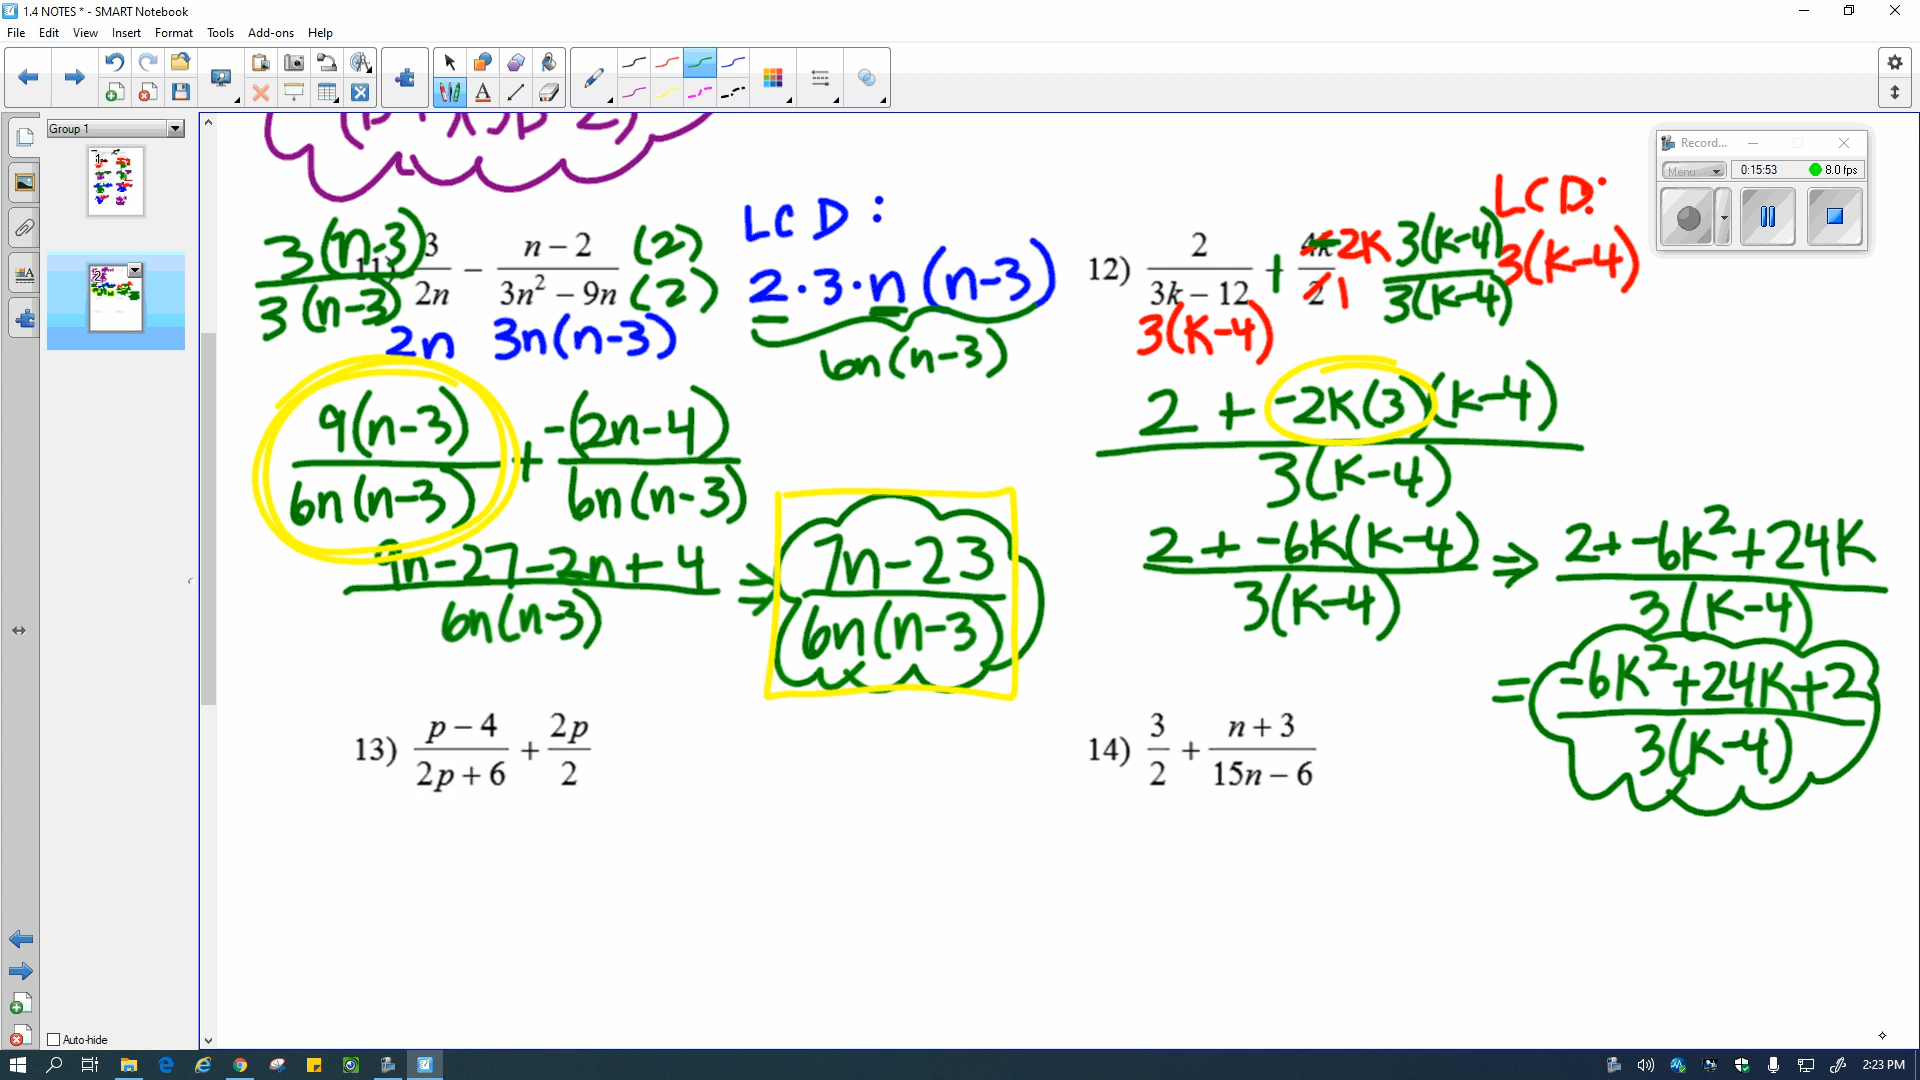 1.4 NOTES * - SMART Notebook
File Edit View Insert Format Tools Add-ons Help
Group 1
Auto-hide
Record...
Menu 0:15:53 8.0 fps
11) 3/2n − (n − 2)/(3n² − 9n)
3(n-3)/3(n-3)
(2)
(2)
2n 3n(n-3)
LCD:
2·3·n(n-3)
6n(n-3)
9(n-3)/6n(n-3) + -(2n-4)/6n(n-3)
9n-27-2n+4/6n(n-3) ⇒ 7n-23/6n(n-3)
12) 2/(3k − 12) + 4k/2
-2K
1
3(K-4)/3(K-4)
LCD:
3(K-4)
3(K-4)
2 + -2K(3)(K-4)/3(K-4)
2 + -6K(K-4)/3(K-4) ⇒ 2+-6K²+24K/3(K-4)
= -6K²+24K+2/3(K-4)
13) (p − 4)/(2p + 6) + 2p/2
14) 3/2 + (n + 3)/(15n − 6)
2:23 PM